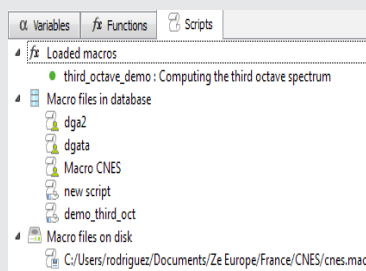 α Variables fx Functions Scripts
fx Loaded macros
third_octave_demo : Computing the third octave spectrum
Macro files in database
dga2
dgata
Macro CNES
new script
demo_third_oct
Macro files on disk
C:/Users/rodriguez/Documents/Ze Europe/France/CNES/cnes.mac